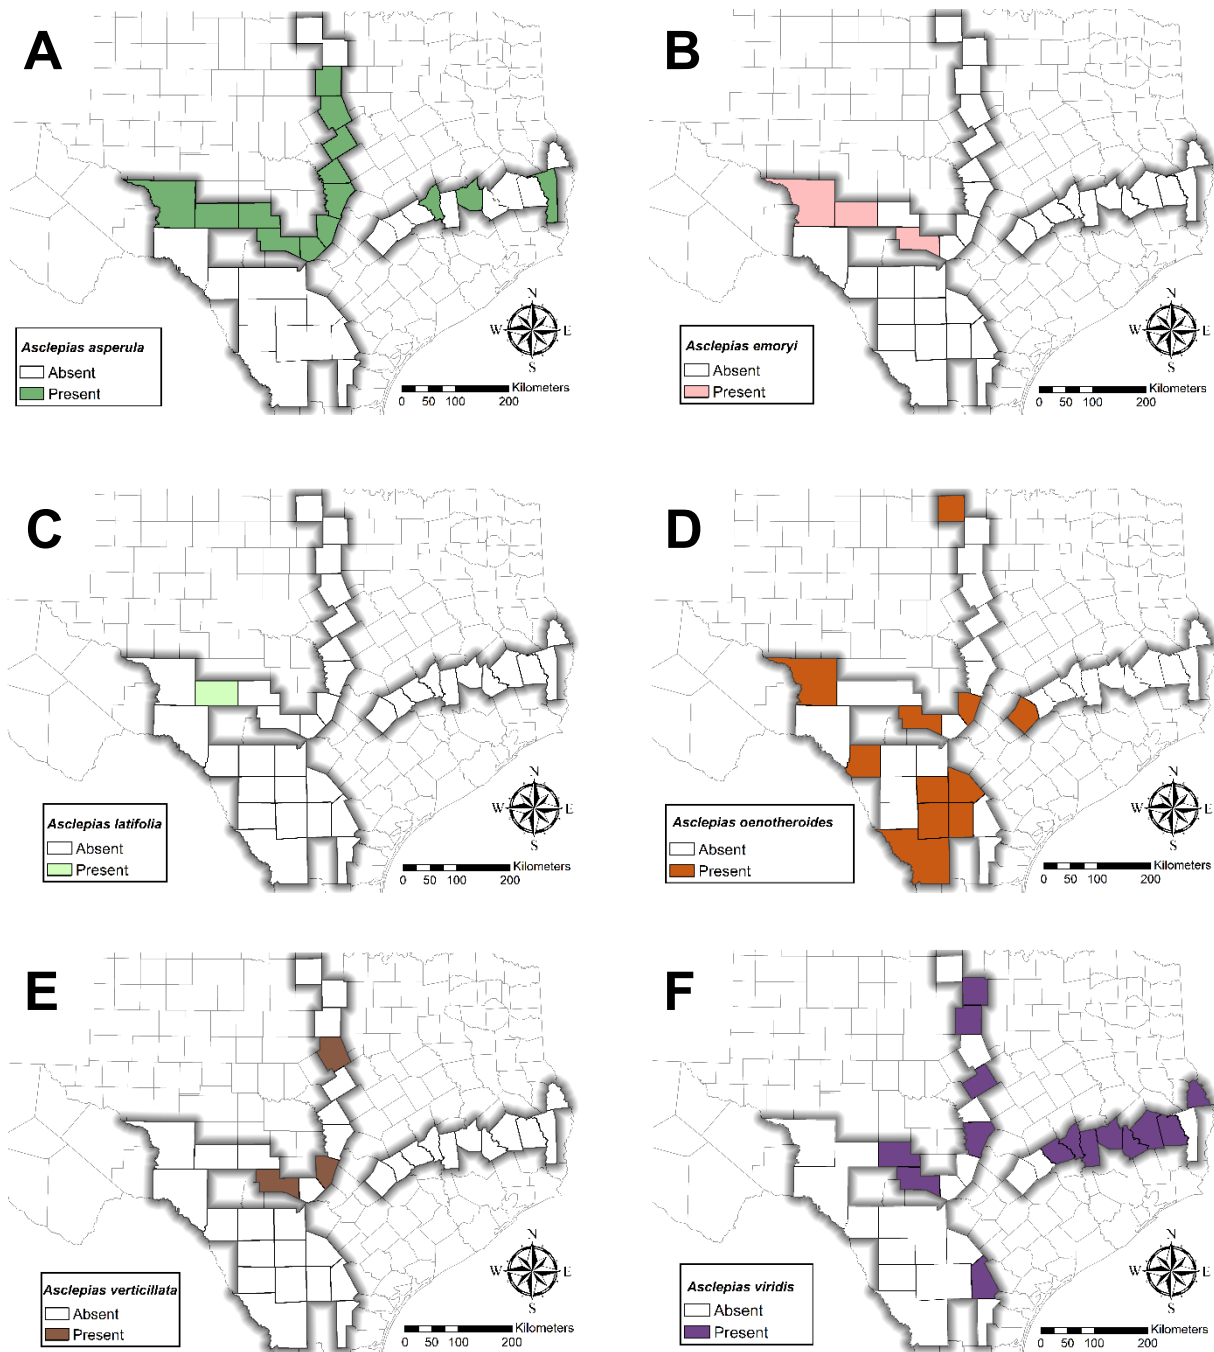 A
N
W E
S
Asclepias asperula
Absent
Present
Kilometers
0 50 100 200
B
N
W E
S
Asclepias emoryi
Absent
Present
Kilometers
0 50 100 200
C
N
W E
S
Asclepias latifolia
Absent
Present
Kilometers
0 50 100 200
D
N
W E
S
Asclepias oenotheroides
Absent
Present
Kilometers
0 50 100 200
E
N
W E
S
Asclepias verticillata
Absent
Present
Kilometers
0 50 100 200
F
N
W E
S
Asclepias viridis
Absent
Present
Kilometers
0 50 100 200